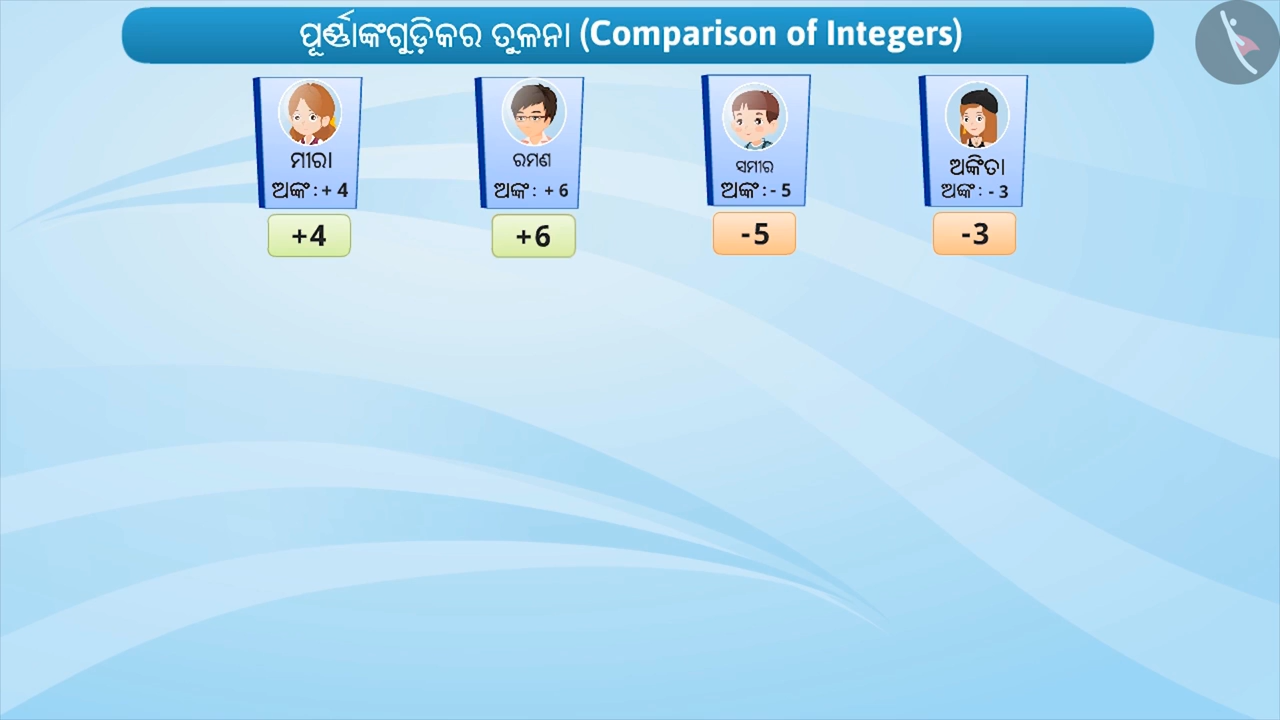 ପୂର୍ଣ୍ଣାଙ୍କଗୁଡ଼ିକର ତୁଳନା (Comparison of Integers)
ମୀରା
ଅଙ୍କ : + 4
+4
ରମଣ
ଅଙ୍କ : + 6
+6
ସମୀର
ଅଙ୍କ : - 5
-5
ଅଙ୍କିତା
ଅଙ୍କ : - 3
-3